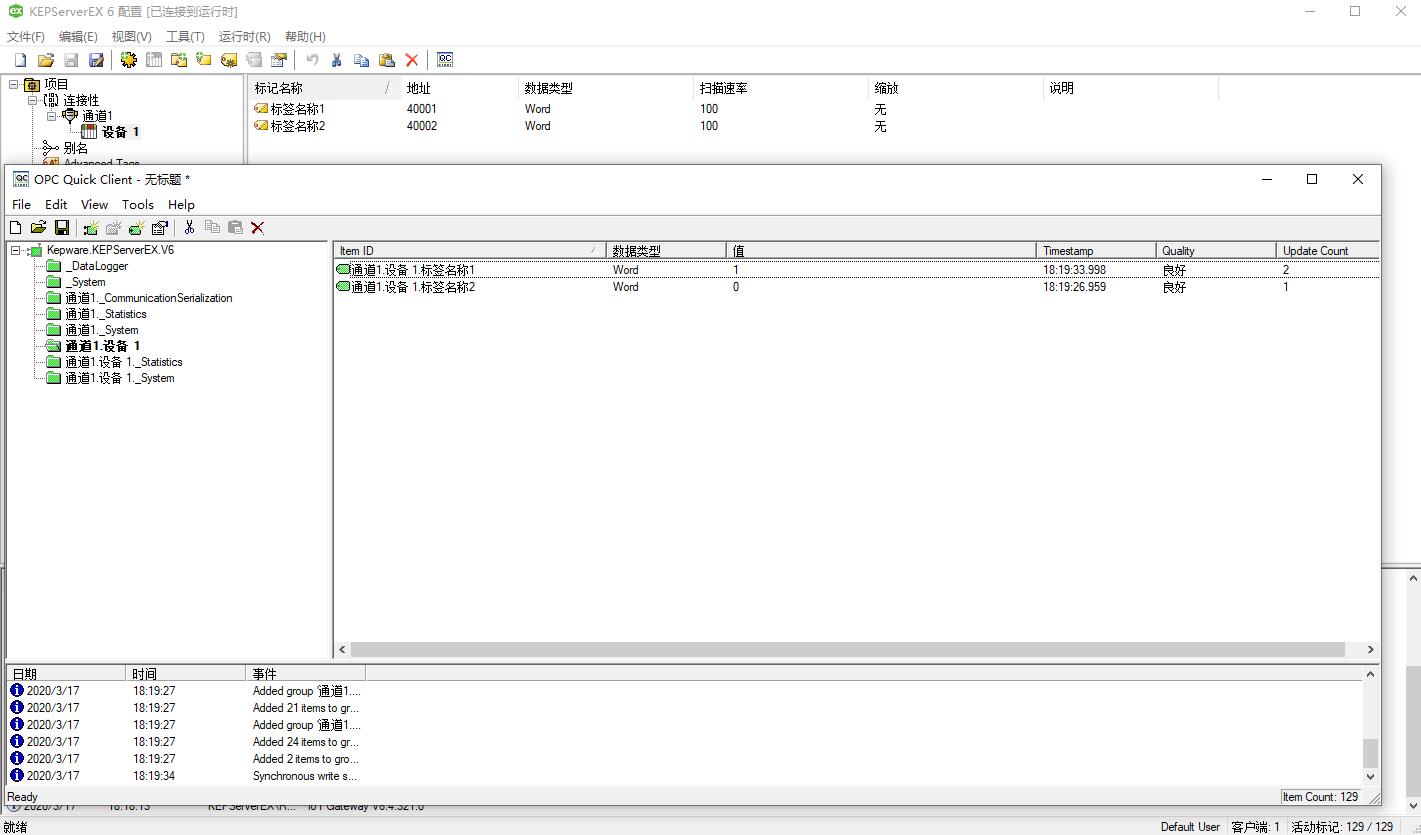 KEPServerEX 6 配置 [已连接到运行时]
文件(F) 编辑(E) 视图(V) 工具(T) 运行时(R) 帮助(H)
项目
连接性
通道1
设备 1
别名
Advanced Tags
标记名称 / 地址 数据类型 扫描速率 缩放 说明
标签名称1 40001 Word 100 无
标签名称2 40002 Word 100 无
OPC Quick Client - 无标题 *
File Edit View Tools Help
Kepware.KEPServerEX.V6
_DataLogger
_System
通道1._CommunicationSerialization
通道1._Statistics
通道1._System
通道1.设备 1
通道1.设备 1._Statistics
通道1.设备 1._System
Item ID / 数据类型 值 Timestamp Quality Update Count
通道1.设备 1.标签名称1 Word 1 18:19:33.998 良好 2
通道1.设备 1.标签名称2 Word 0 18:19:26.959 良好 1
日期 时间 事件
2020/3/17 18:19:27 Added group '通道1....
2020/3/17 18:19:27 Added 21 items to gr...
2020/3/17 18:19:27 Added group '通道1....
2020/3/17 18:19:27 Added 24 items to gr...
2020/3/17 18:19:27 Added 2 items to gro...
2020/3/17 18:19:34 Synchronous write s...
Ready Item Count: 129
2020/3/17 18:18:13 KEPServerEX\R... IoT Gateway V6.4.321.0
就绪 Default User 客户端: 1 活动标记: 129 / 129